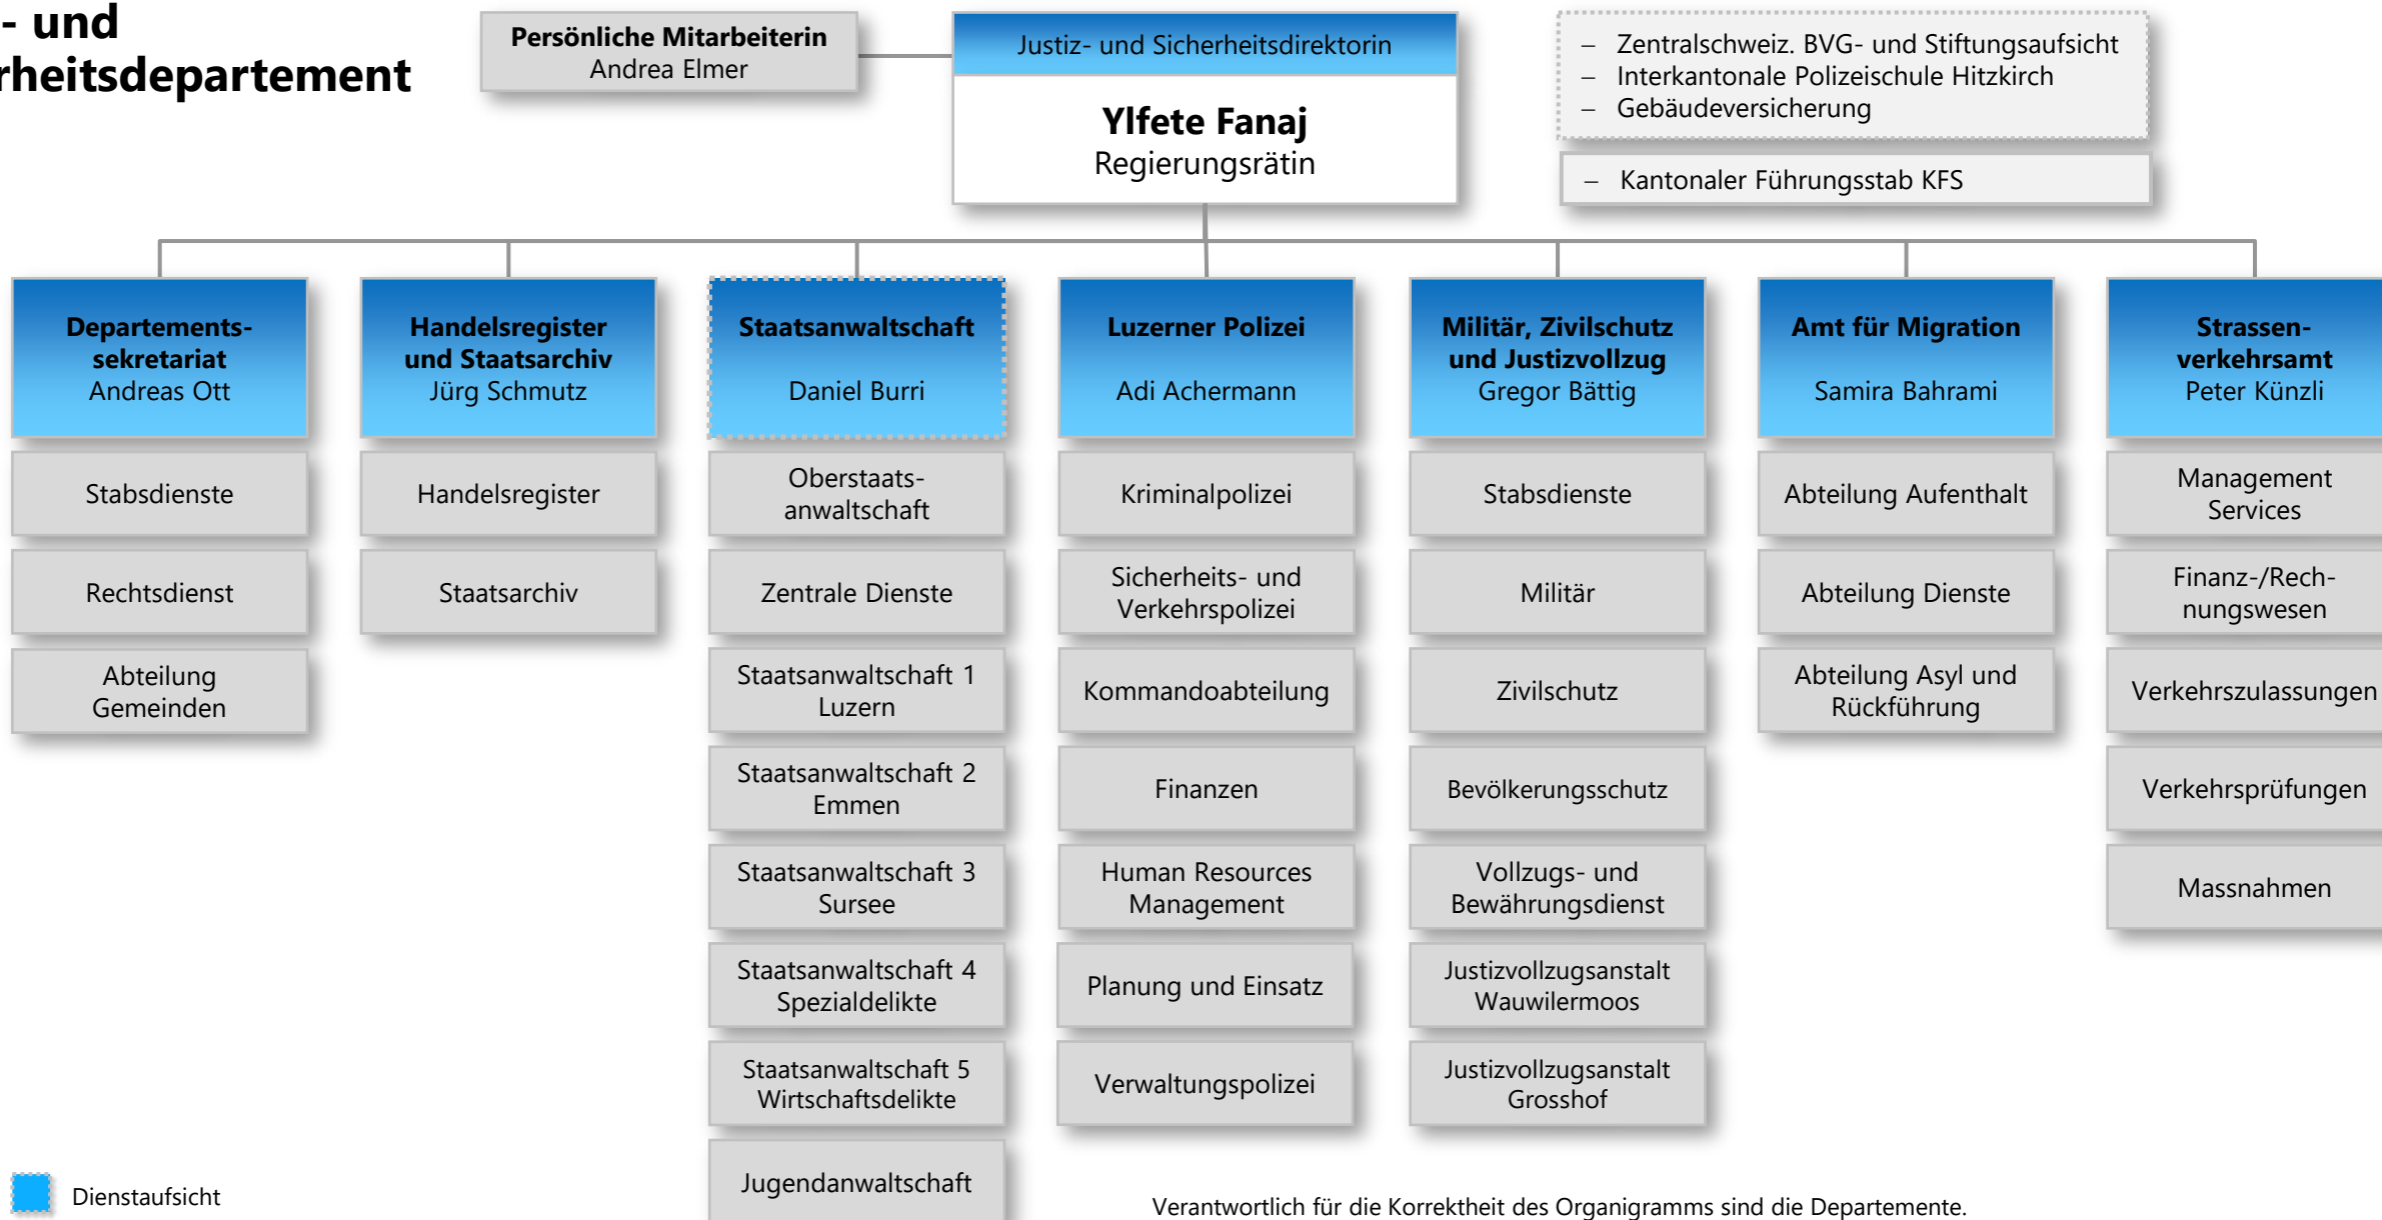 - und
rheitsdepartement
Persönliche Mitarbeiterin
Andrea Elmer
Justiz- und Sicherheitsdirektorin
Ylfete Fanaj
Regierungsrätin
– Zentralschweiz. BVG- und Stiftungsaufsicht
– Interkantonale Polizeischule Hitzkirch
– Gebäudeversicherung
– Kantonaler Führungsstab KFS
Departements-
sekretariat
Andreas Ott
Stabsdienste
Rechtsdienst
Abteilung
Gemeinden
Handelsregister
und Staatsarchiv
Jürg Schmutz
Handelsregister
Staatsarchiv
Staatsanwaltschaft
Daniel Burri
Oberstaats-
anwaltschaft
Zentrale Dienste
Staatsanwaltschaft 1
Luzern
Staatsanwaltschaft 2
Emmen
Staatsanwaltschaft 3
Sursee
Staatsanwaltschaft 4
Spezialdelikte
Staatsanwaltschaft 5
Wirtschaftsdelikte
Jugendanwaltschaft
Luzerner Polizei
Adi Achermann
Kriminalpolizei
Sicherheits- und
Verkehrspolizei
Kommandoabteilung
Finanzen
Human Resources
Management
Planung und Einsatz
Verwaltungspolizei
Militär, Zivilschutz
und Justizvollzug
Gregor Bättig
Stabsdienste
Militär
Zivilschutz
Bevölkerungsschutz
Vollzugs- und
Bewährungsdienst
Justizvollzugsanstalt
Wauwilermoos
Justizvollzugsanstalt
Grosshof
Amt für Migration
Samira Bahrami
Abteilung Aufenthalt
Abteilung Dienste
Abteilung Asyl und
Rückführung
Strassen-
verkehrsamt
Peter Künzli
Management
Services
Finanz-/Rech-
nungswesen
Verkehrszulassungen
Verkehrsprüfungen
Massnahmen
Dienstaufsicht
Verantwortlich für die Korrektheit des Organigramms sind die Departemente.